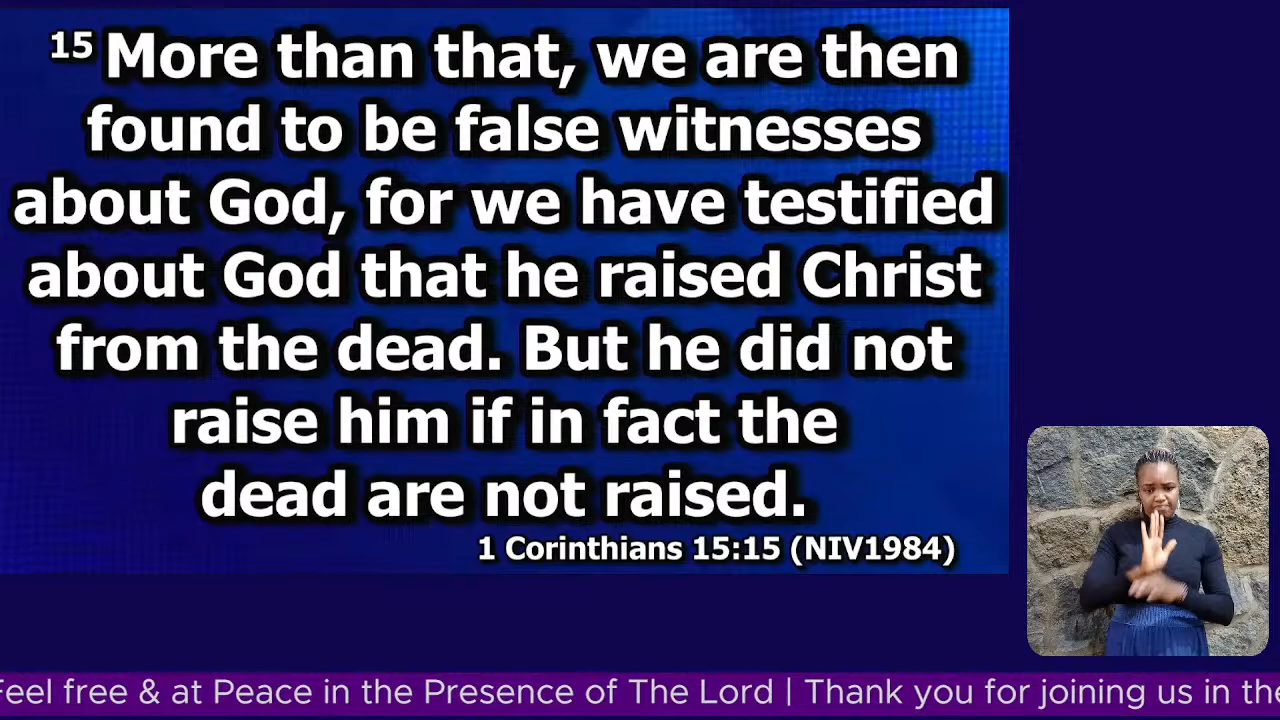 15 More than that, we are then
found to be false witnesses
about God, for we have testified
about God that he raised Christ
from the dead. But he did not
raise him if in fact the
dead are not raised.
1 Corinthians 15:15 (NIV1984)
Feel free & at Peace in the Presence of The Lord | Thank you for joining us in the